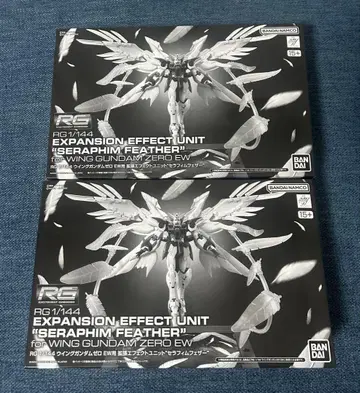 BANDAI NAMCO
15+
RG
RG 1/144
EXPANSION EFFECT UNIT
"SERAPHIM FEATHER"
for WING GUNDAM ZERO EW
RG 1/144 ウイングガンダムゼロ EW用 拡張エフェクトユニット"セラフィムフェザー"
BAN
DAI
BANDAI NAMCO
15+
RG
RG 1/144
EXPANSION EFFECT UNIT
"SERAPHIM FEATHER"
for WING GUNDAM ZERO EW
RG 1/144 ウイングガンダムゼロ EW用 拡張エフェクトユニット"セラフィムフェザー"
BAN
DAI